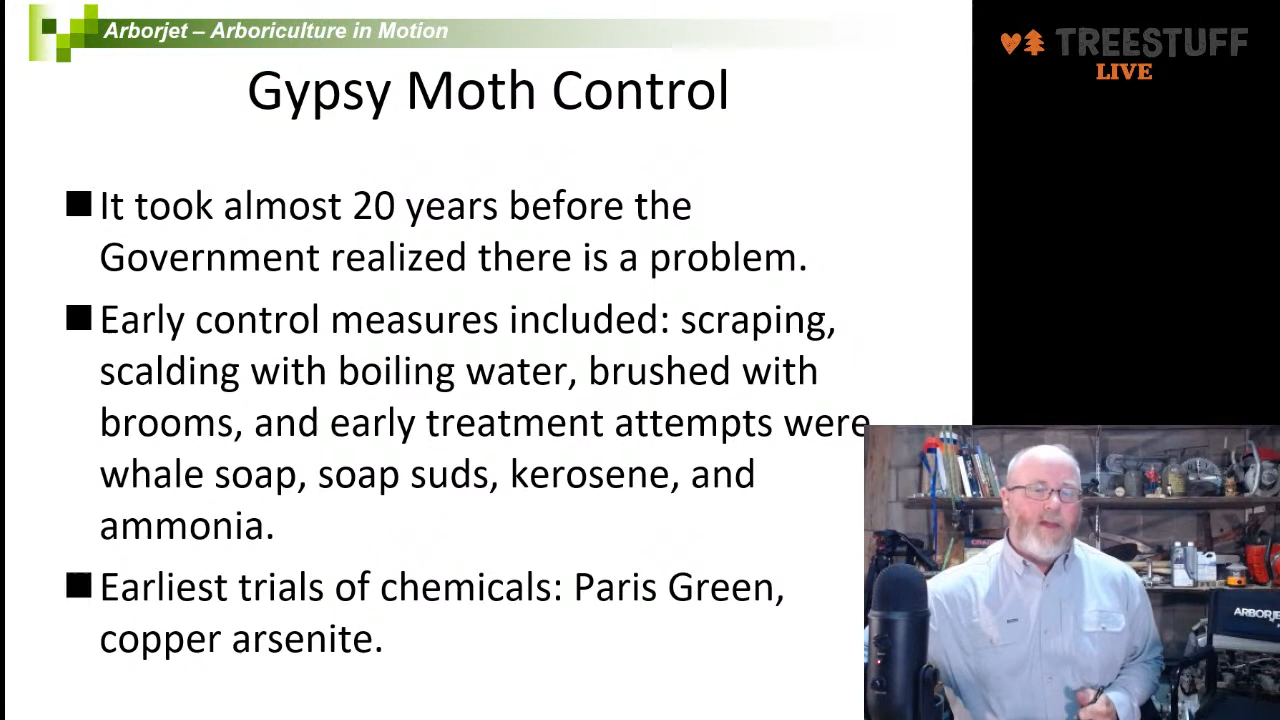 Arborjet – Arboriculture in Motion
TREESTUFF
LIVE
Gypsy Moth Control
It took almost 20 years before the
Government realized there is a problem.
Early control measures included: scraping,
scalding with boiling water, brushed with
brooms, and early treatment attempts were
whale soap, soap suds, kerosene, and
ammonia.
Earliest trials of chemicals: Paris Green,
copper arsenite.
ARBORJET